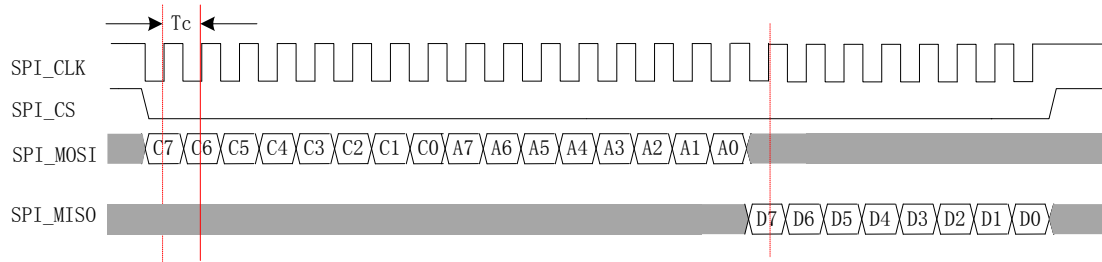 Tc
SPI_CLK
SPI_CS
SPI_MOSI C7 C6 C5 C4 C3 C2 C1 C0 A7 A6 A5 A4 A3 A2 A1 A0
SPI_MISO D7 D6 D5 D4 D3 D2 D1 D0